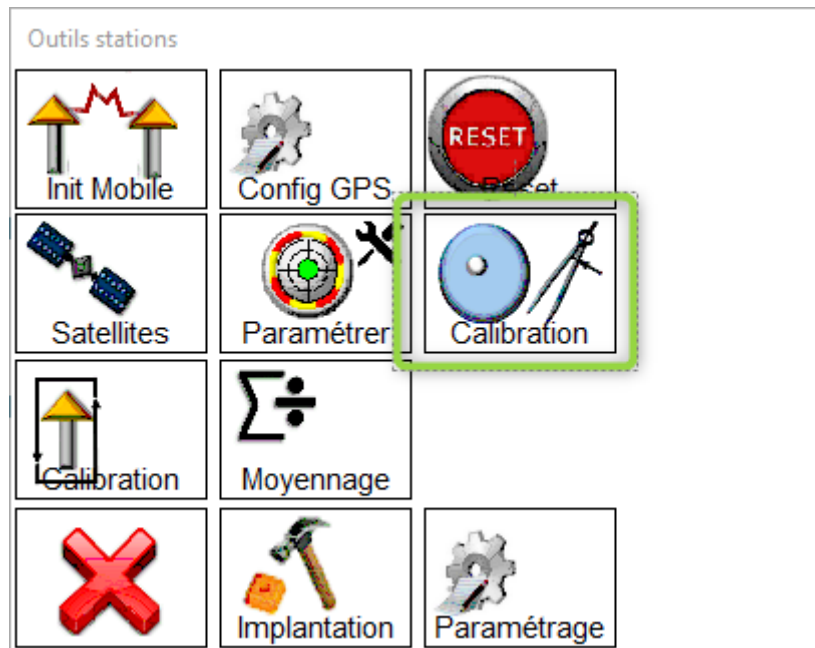 Outils stations
Init Mobile
Config GPS
RESET
Reset
Satellites
Paramétrer
Calibration
Calibration
Moyennage
Implantation
Paramétrage